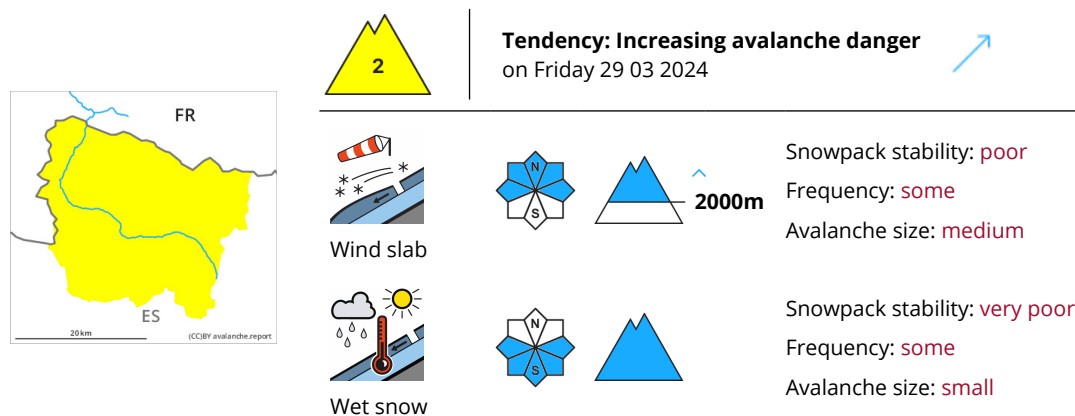 2
Tendency: Increasing avalanche danger
on Friday 29 03 2024
FR
ES
20 km
(CC)BY avalanche.report
N
S
2000m
Wind slab
Snowpack stability: poor
Frequency: some
Avalanche size: medium
N
S
Wet snow
Snowpack stability: very poor
Frequency: some
Avalanche size: small